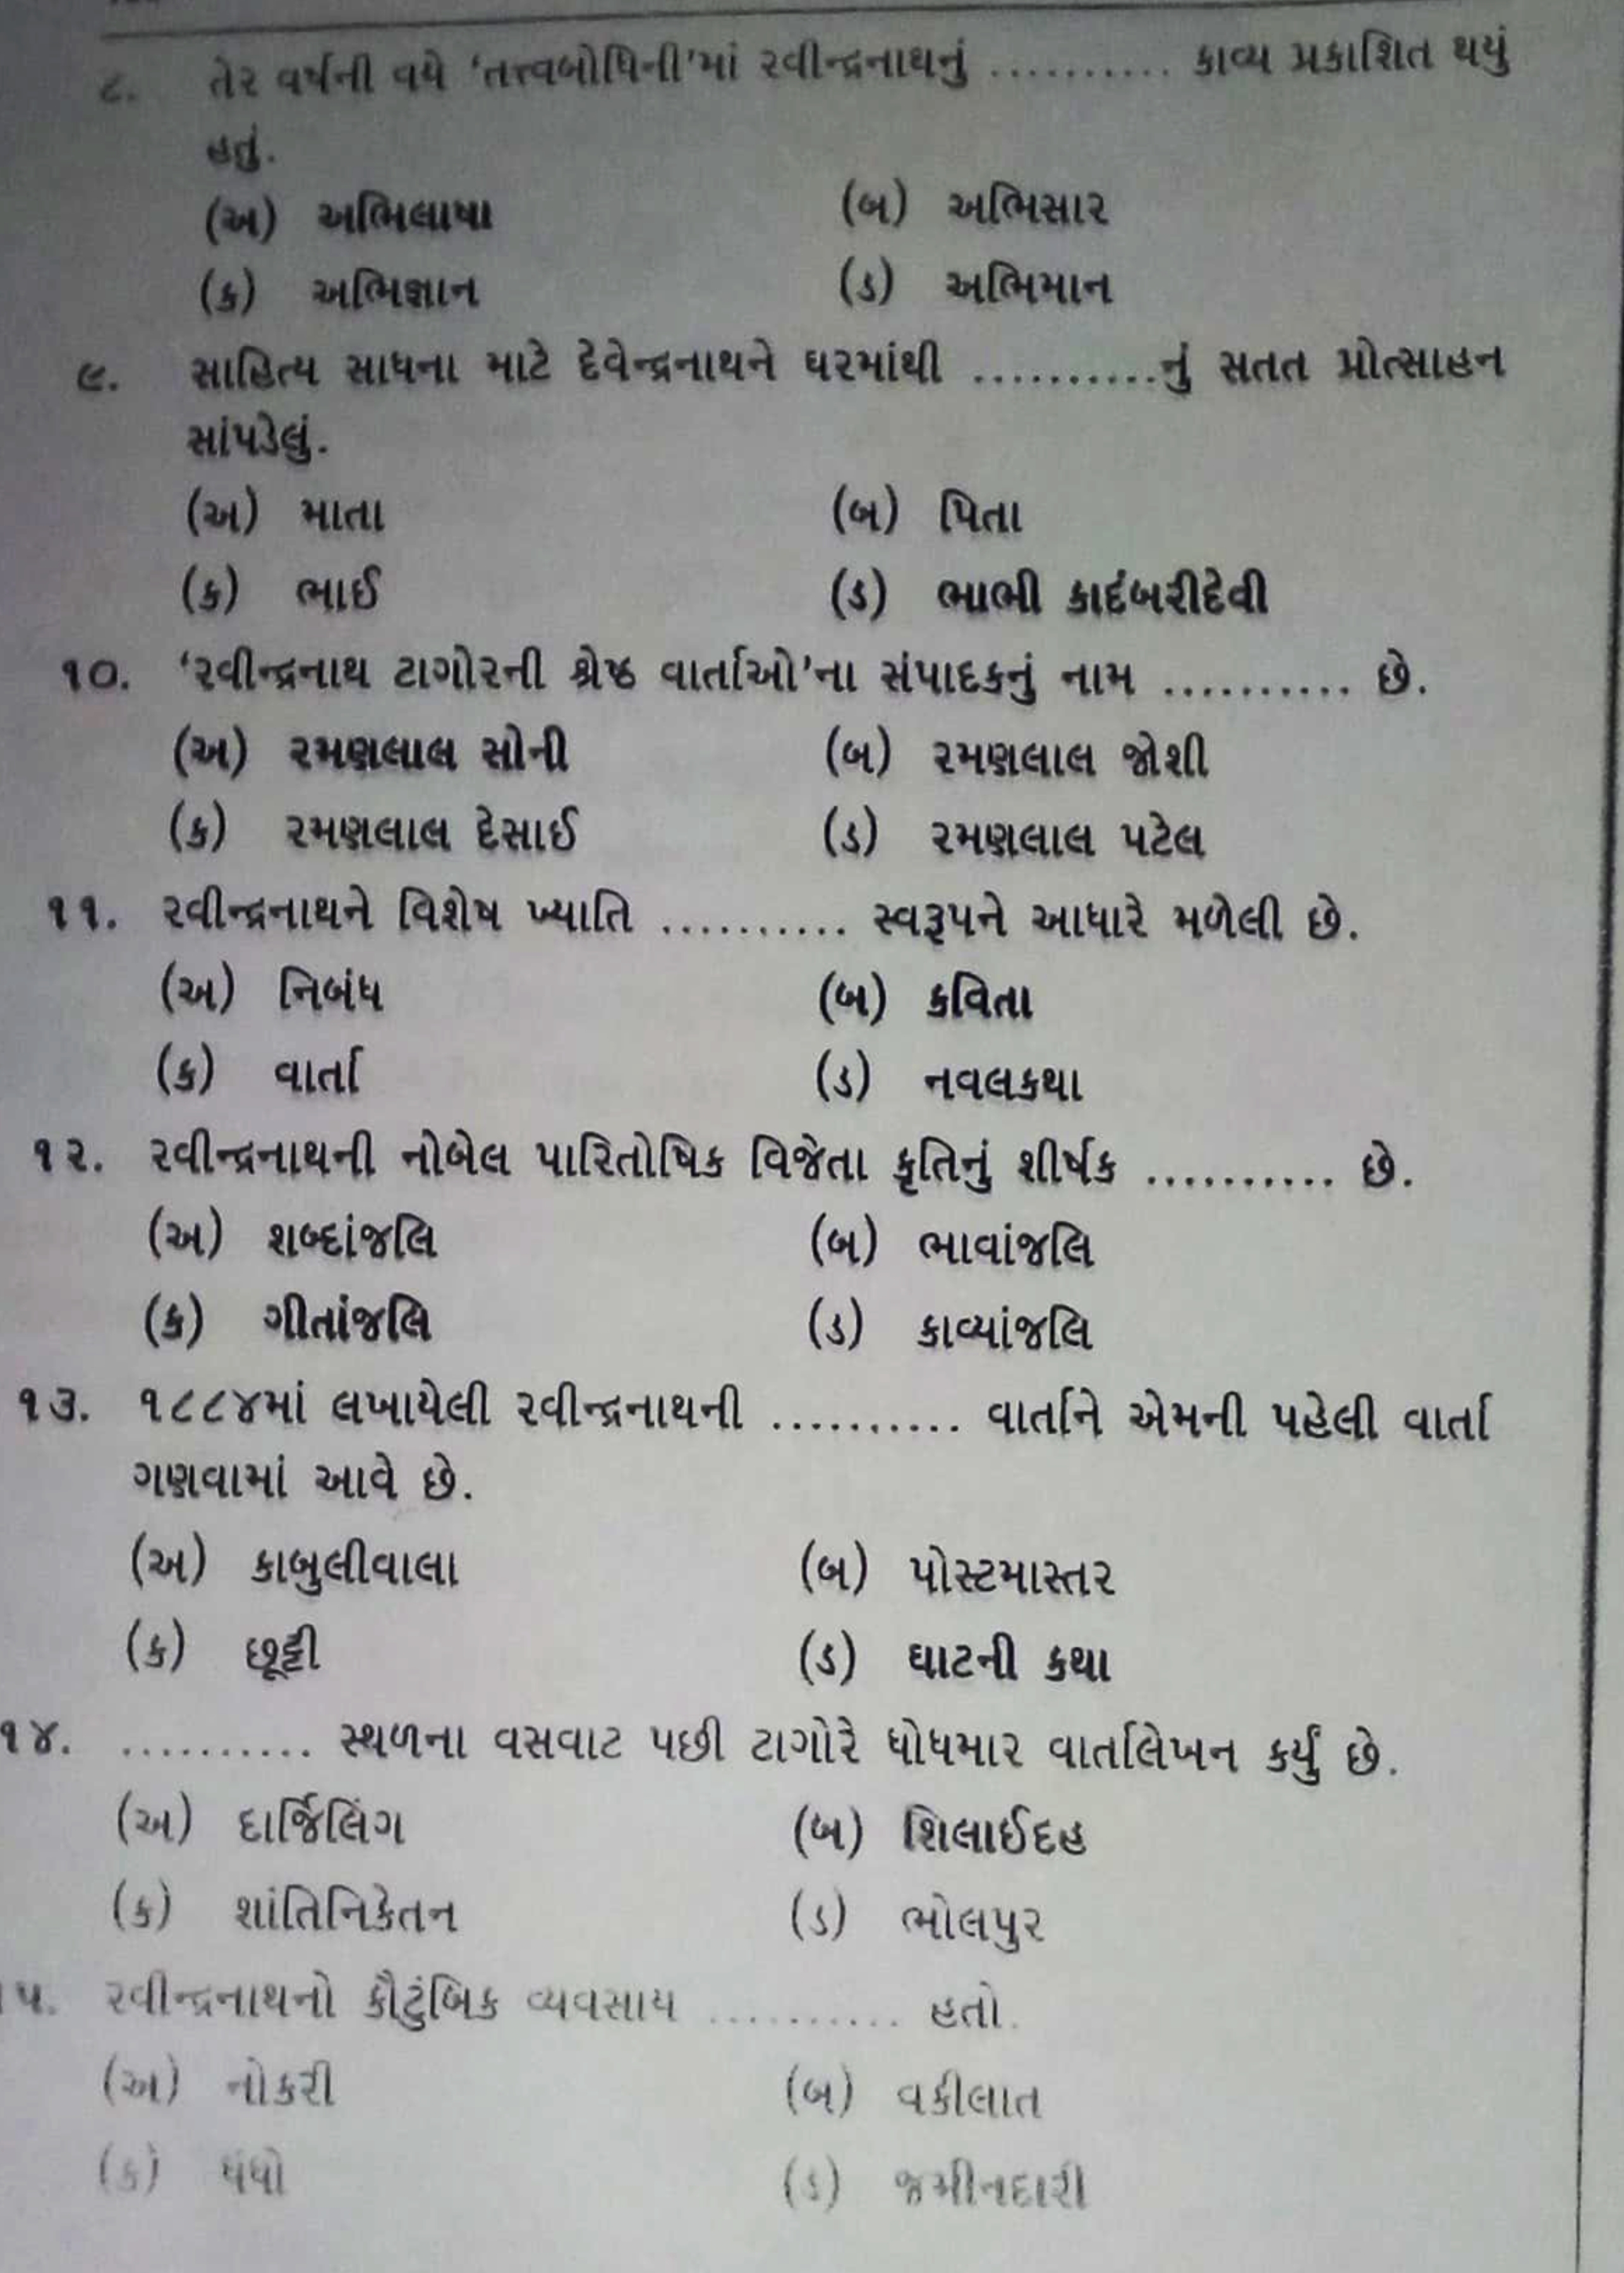 ૮. તેર વર્ષની વયે ‘તત્ત્વબોધિની’માં રવીન્દ્રનાથનું .......... કાવ્ય પ્રકાશિત થયું
હતું.
(અ) અભિલાષા (બ) અભિસાર
(ક) અભિજ્ઞાન (ડ) અભિમાન
૯. સાહિત્ય સાધના માટે દેવેન્દ્રનાથને ઘરમાંથી ..........નું સતત પ્રોત્સાહન
સાંપડેલું.
(અ) માતા (બ) પિતા
(ક) ભાઈ (ડ) ભાભી કાદંબરીદેવી
૧૦. ‘રવીન્દ્રનાથ ટાગોરની શ્રેષ્ઠ વાર્તાઓ’ના સંપાદકનું નામ .......... છે.
(અ) રમણલાલ સોની (બ) રમણલાલ જોશી
(ક) રમણલાલ દેસાઈ (ડ) રમણલાલ પટેલ
૧૧. રવીન્દ્રનાથને વિશેષ ખ્યાતિ .......... સ્વરૂપને આધારે મળેલી છે.
(અ) નિબંધ (બ) કવિતા
(ક) વાર્તા (ડ) નવલકથા
૧૨. રવીન્દ્રનાથની નોબેલ પારિતોષિક વિજેતા કૃતિનું શીર્ષક .......... છે.
(અ) શબ્દાંજલિ (બ) ભાવાંજલિ
(ક) ગીતાંજલિ (ડ) કાવ્યાંજલિ
૧૩. ૧૮૮૪માં લખાયેલી રવીન્દ્રનાથની .......... વાર્તાને એમની પહેલી વાર્તા
ગણવામાં આવે છે.
(અ) કાબુલીવાલા (બ) પોસ્ટમાસ્તર
(ક) છૂટ્ટી (ડ) ઘાટની કથા
૧૪. .......... સ્થળના વસવાટ પછી ટાગોરે ધોધમાર વાર્તાલેખન કર્યું છે.
(અ) દાર્જિલિંગ (બ) શિલાઈદહ
(ક) શાંતિનિકેતન (ડ) ભોલપુર
૧૫. રવીન્દ્રનાથનો કૌટુંબિક વ્યવસાય .......... હતો.
(અ) નોકરી (બ) વકીલાત
(ક) ધંધો (ડ) જમીનદારી